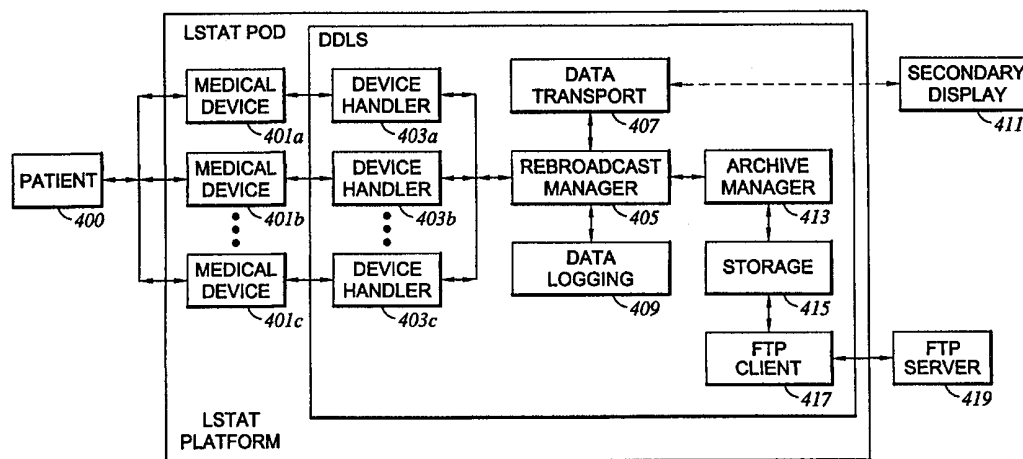 LSTAT POD
DDLS
MEDICAL
DEVICE
401a
DEVICE
HANDLER
403a
DATA
TRANSPORT
407
SECONDARY
DISPLAY
411
PATIENT
400
MEDICAL
DEVICE
401b
DEVICE
HANDLER
403b
REBROADCAST
MANAGER
405
ARCHIVE
MANAGER
413
MEDICAL
DEVICE
401c
DEVICE
HANDLER
403c
DATA
LOGGING
409
STORAGE
415
FTP
CLIENT
417
FTP
SERVER
419
LSTAT
PLATFORM